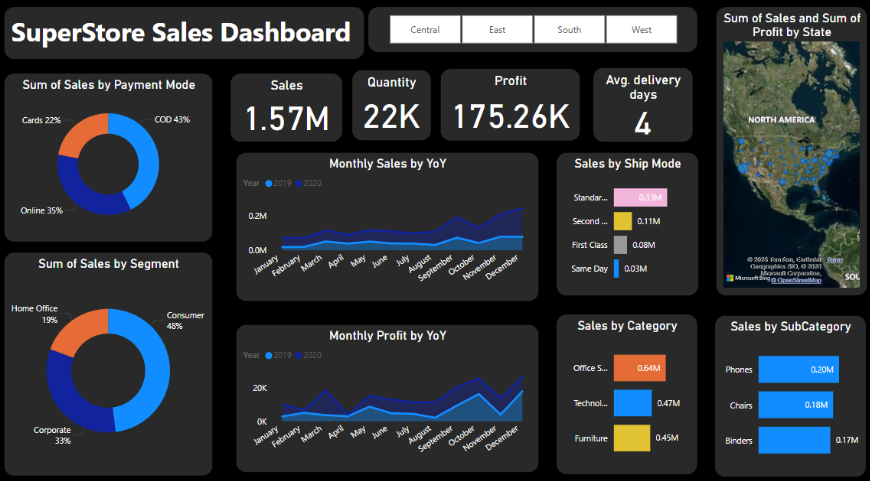 SuperStore Sales Dashboard
Central
East
South
West
Sum of Sales and Sum of
Profit by State
NORTH AMERICA
© 2025 TomTom, Earthstar
Geographics SIO, © 2025
Microsoft Corporation,
© OpenStreetMap
Microsoft Bing
SOU
Sum of Sales by Payment Mode
Cards 22%
COD 43%
Online 35%
Sales
1.57M
Quantity
22K
Profit
175.26K
Avg. delivery
days
4
Monthly Sales by YoY
Year 2019 2020
0.2M
0.0M
January
February
March
April
May
June
July
August
September
October
November
December
Sales by Ship Mode
Standar...
0.33M
Second ...
0.11M
First Class
0.08M
Same Day
0.03M
Sum of Sales by Segment
Home Office
19%
Consumer
48%
Corporate
33%
Monthly Profit by YoY
Year 2019 2020
20K
0K
January
February
March
April
May
June
July
August
September
October
November
December
Sales by Category
Office S...
0.64M
Technol...
0.47M
Furniture
0.45M
Sales by SubCategory
Phones
0.20M
Chairs
0.18M
Binders
0.17M